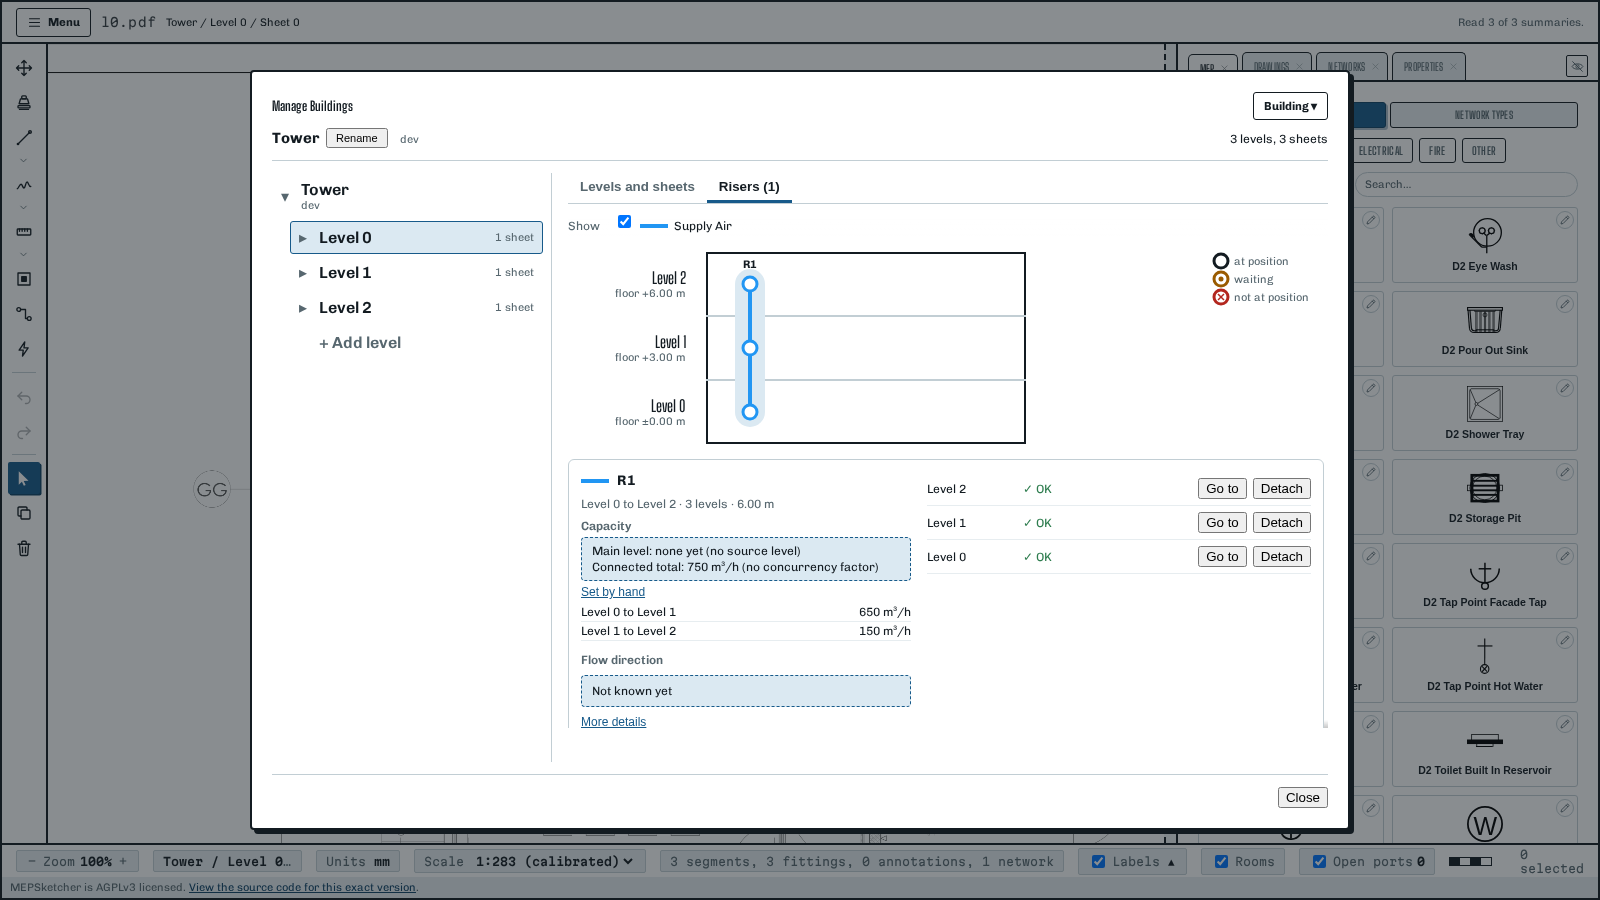 Menu
l0.pdf
Tower / Level 0 / Sheet 0
Read 3 of 3 summaries.
MEP ×
DRAWINGS ×
NETWORKS ×
PROPERTIES ×
Manage Buildings
Building ▾
Tower
Rename
dev
3 levels, 3 sheets
NETWORK TYPES
ELECTRICAL
FIRE
OTHER
Search...
▼ Tower
dev
▶ Level 0
1 sheet
▶ Level 1
1 sheet
▶ Level 2
1 sheet
+ Add level
Levels and sheets
Risers (1)
Show
Supply Air
R1
Level 2
floor +6.00 m
Level 1
floor +3.00 m
Level 0
floor ±0.00 m
at position
waiting
not at position
R1
Level 0 to Level 2 · 3 levels · 6.00 m
Capacity
Main level: none yet (no source level)
Connected total: 750 m³/h (no concurrency factor)
Set by hand
Level 0 to Level 1
650 m³/h
Level 1 to Level 2
150 m³/h
Flow direction
Not known yet
More details
Level 2
✓ OK
Go to
Detach
Level 1
✓ OK
Go to
Detach
Level 0
✓ OK
Go to
Detach
Close
GG
D2 Eye Wash
D2 Pour Out Sink
D2 Shower Tray
D2 Storage Pit
D2 Tap Point Facade Tap
er
D2 Tap Point Hot Water
D2 Toilet Built In Reservoir
W
− Zoom 100% +
Tower / Level 0…
Units mm
Scale 1:283 (calibrated)
3 segments, 3 fittings, 0 annotations, 1 network
Labels ▲
Rooms
Open ports 0
0 selected
MEPSketcher is AGPLv3 licensed. View the source code for this exact version.